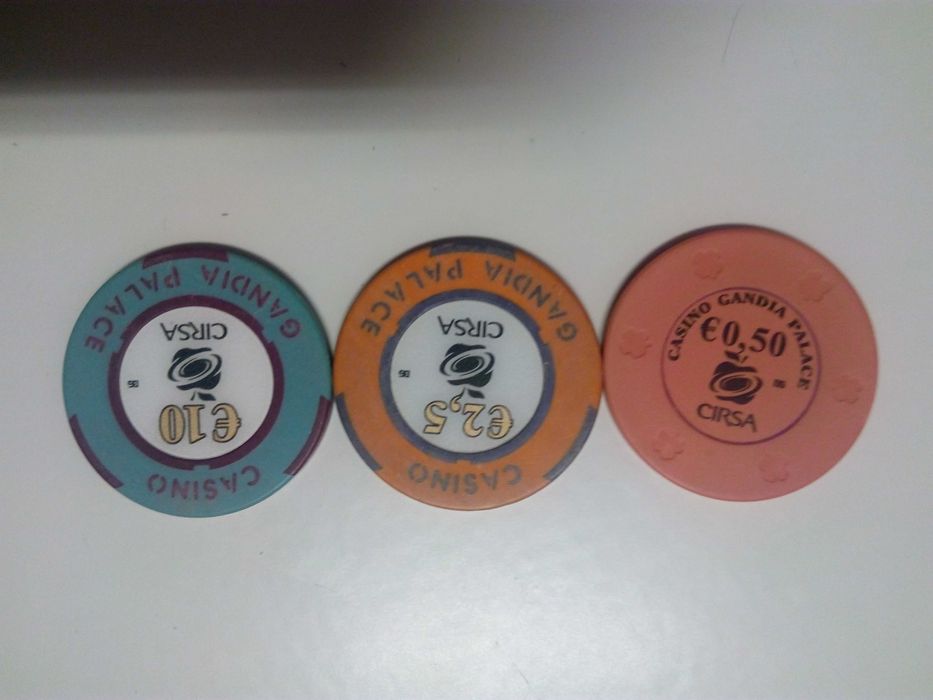 CASINO
€10
CIRSA
GANDIA PALACE
CASINO
€2,5
CIRSA
GANDIA PALACE
CASINO GANDIA PALACE
€0,50
CIRSA